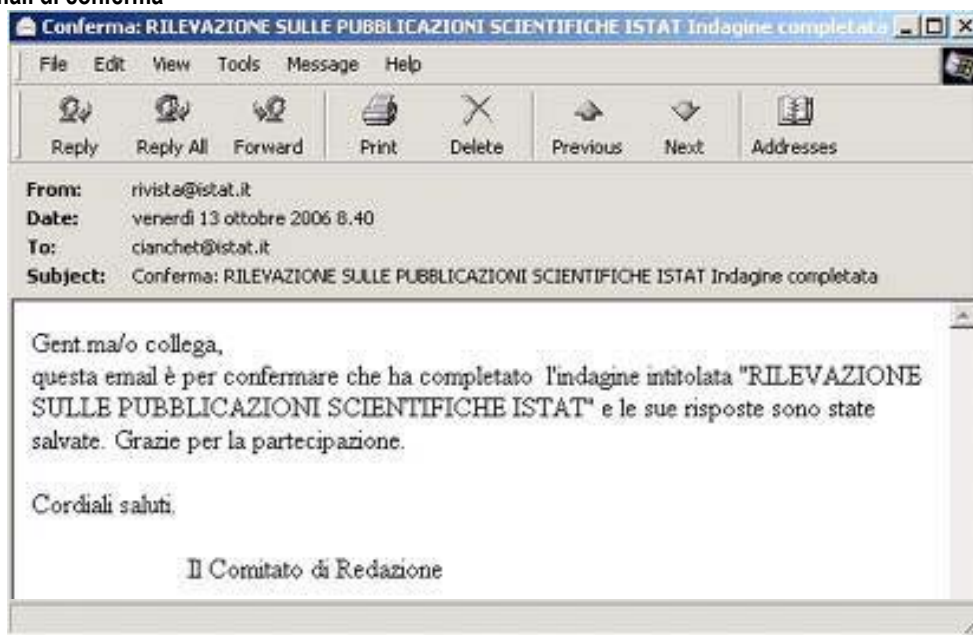 di conferma
Conferma: RILEVAZIONE SULLE PUBBLICAZIONI SCIENTIFICHE ISTAT Indagine completata
File Edit View Tools Message Help
Reply Reply All Forward Print Delete Previous Next Addresses
From: rivista@istat.it
Date: venerdì 13 ottobre 2006 8.40
To: cianchet@istat.it
Subject: Conferma: RILEVAZIONE SULLE PUBBLICAZIONI SCIENTIFICHE ISTAT Indagine completata
Gent.ma/o collega,
questa email è per confermare che ha completato l'indagine intitolata "RILEVAZIONE
SULLE PUBBLICAZIONI SCIENTIFICHE ISTAT" e le sue risposte sono state
salvate. Grazie per la partecipazione.
Cordiali saluti.
Il Comitato di Redazione